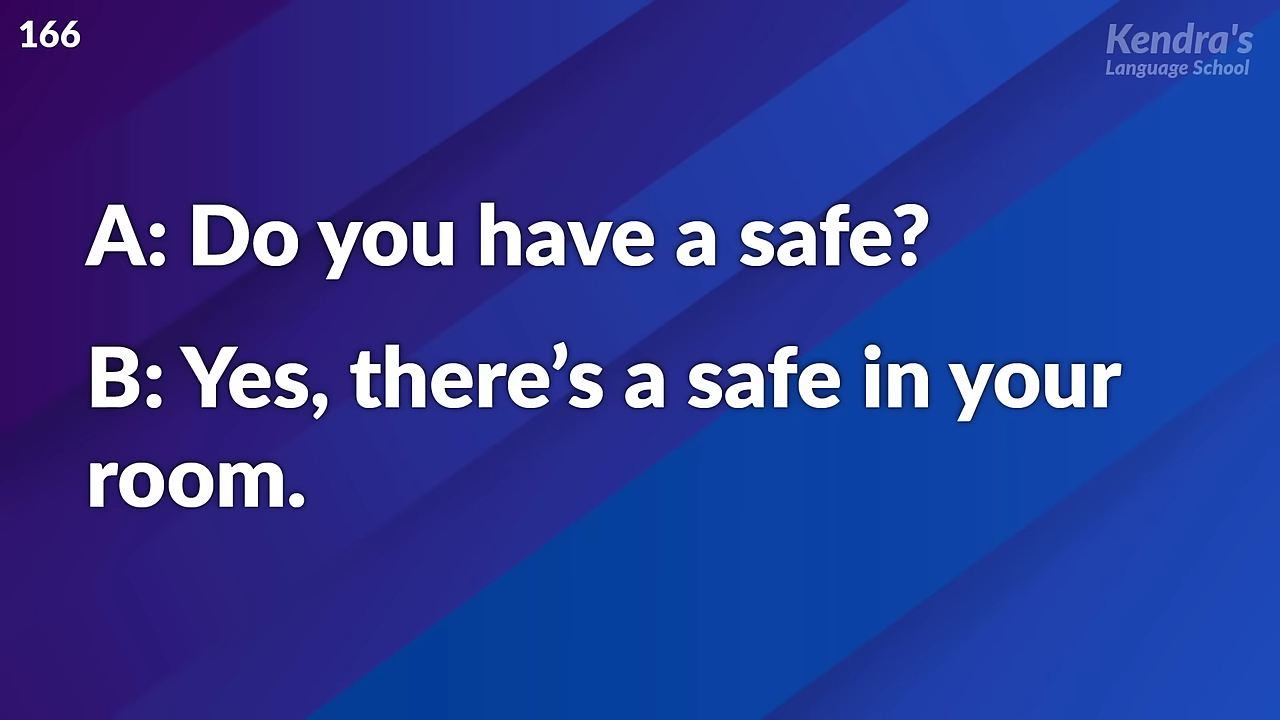 166
Kendra's
Language School
A: Do you have a safe?
B: Yes, there’s a safe in your
room.